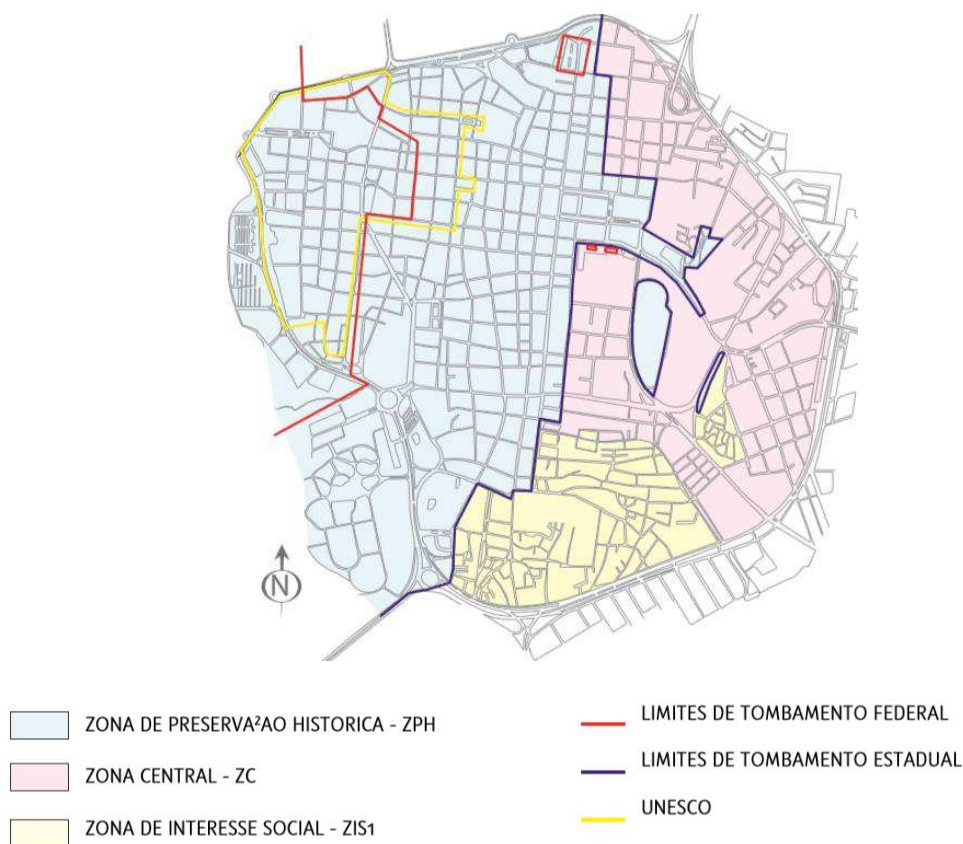 N
ZONA DE PRESERVA²AO HISTORICA - ZPH
ZONA CENTRAL - ZC
ZONA DE INTERESSE SOCIAL - ZIS1
LIMITES DE TOMBAMENTO FEDERAL
LIMITES DE TOMBAMENTO ESTADUAL
UNESCO